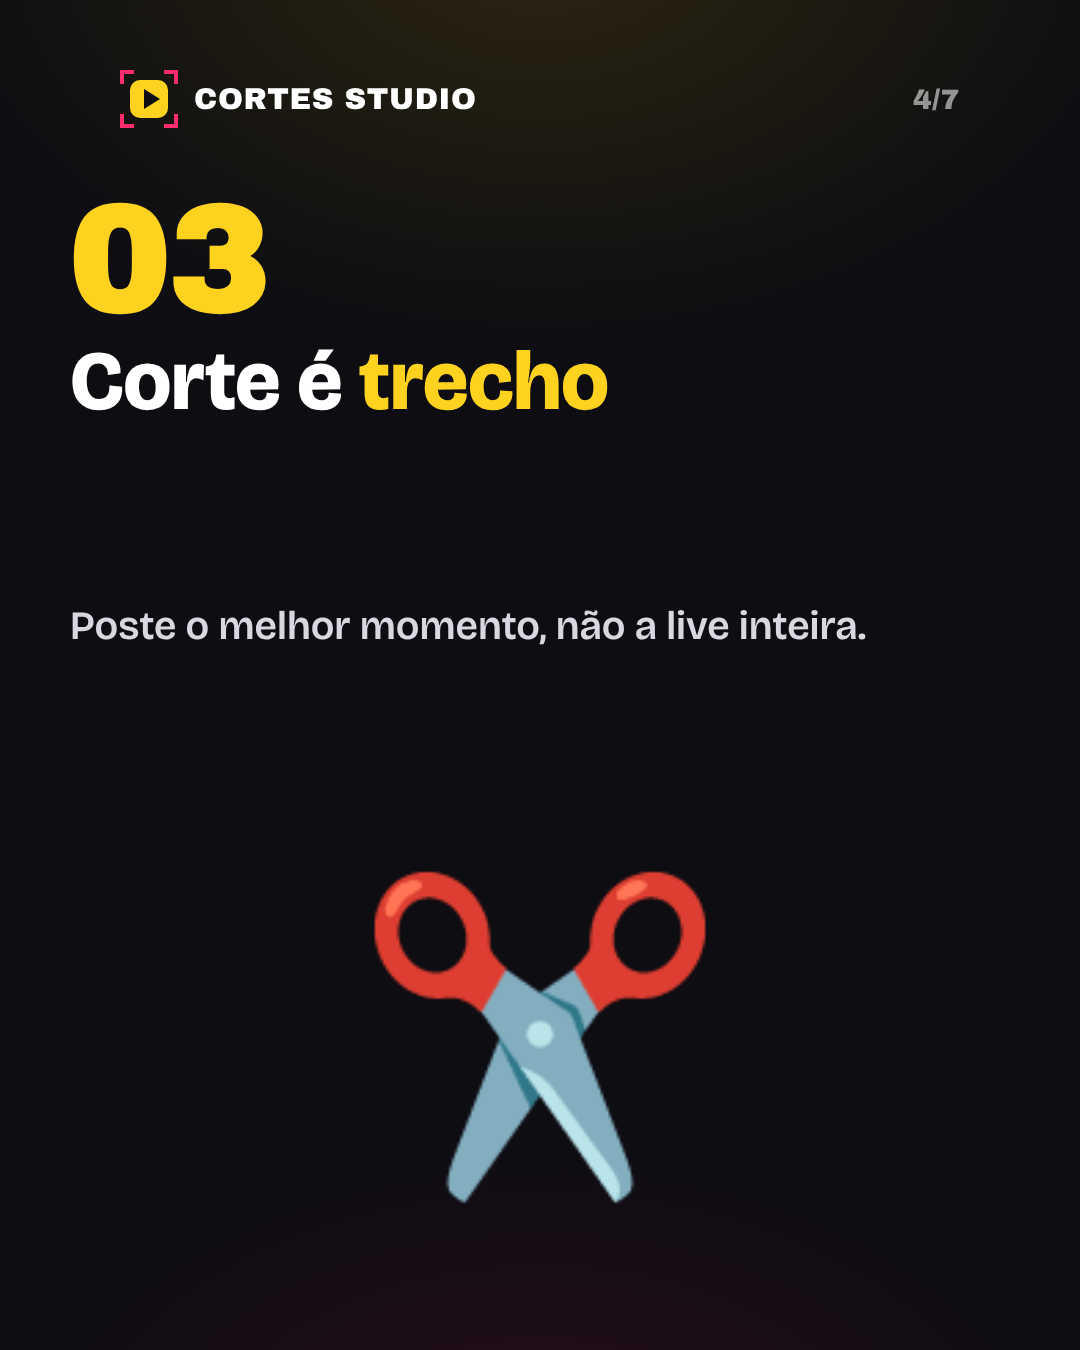 CORTES STUDIO
4/7
03
Corte é trecho
Poste o melhor momento, não a live inteira.